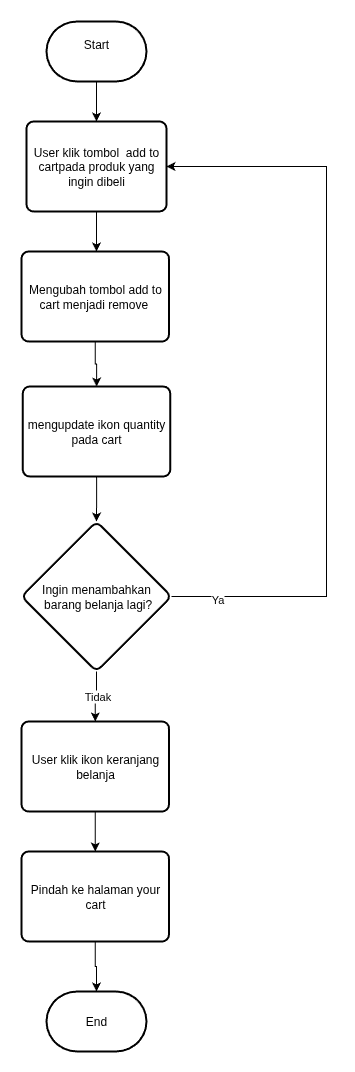 Start
User klik tombol  add to
cartpada produk yang
ingin dibeli
Mengubah tombol add to
cart menjadi remove
mengupdate ikon quantity
pada cart
Ingin menambahkan
barang belanja lagi?
Ya
Tidak
User klik ikon keranjang
belanja
Pindah ke halaman your
cart
End